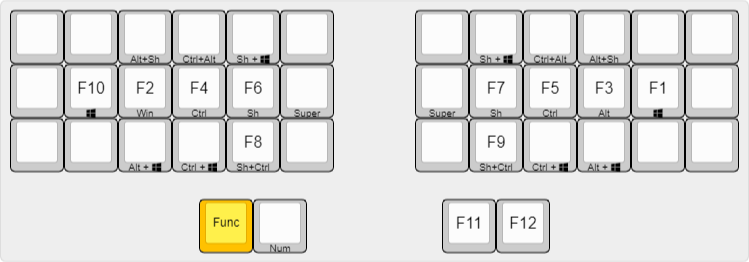 Alt+Sh Ctrl+Alt Sh + Sh + Ctrl+Alt Alt+Sh
F10 F2 F4 F6 F7 F5 F3 F1
Win Ctrl Sh Super Super Sh Ctrl Alt
F8 F9
Alt + Ctrl + Sh+Ctrl Sh+Ctrl Ctrl + Alt +
Func F11 F12
Num